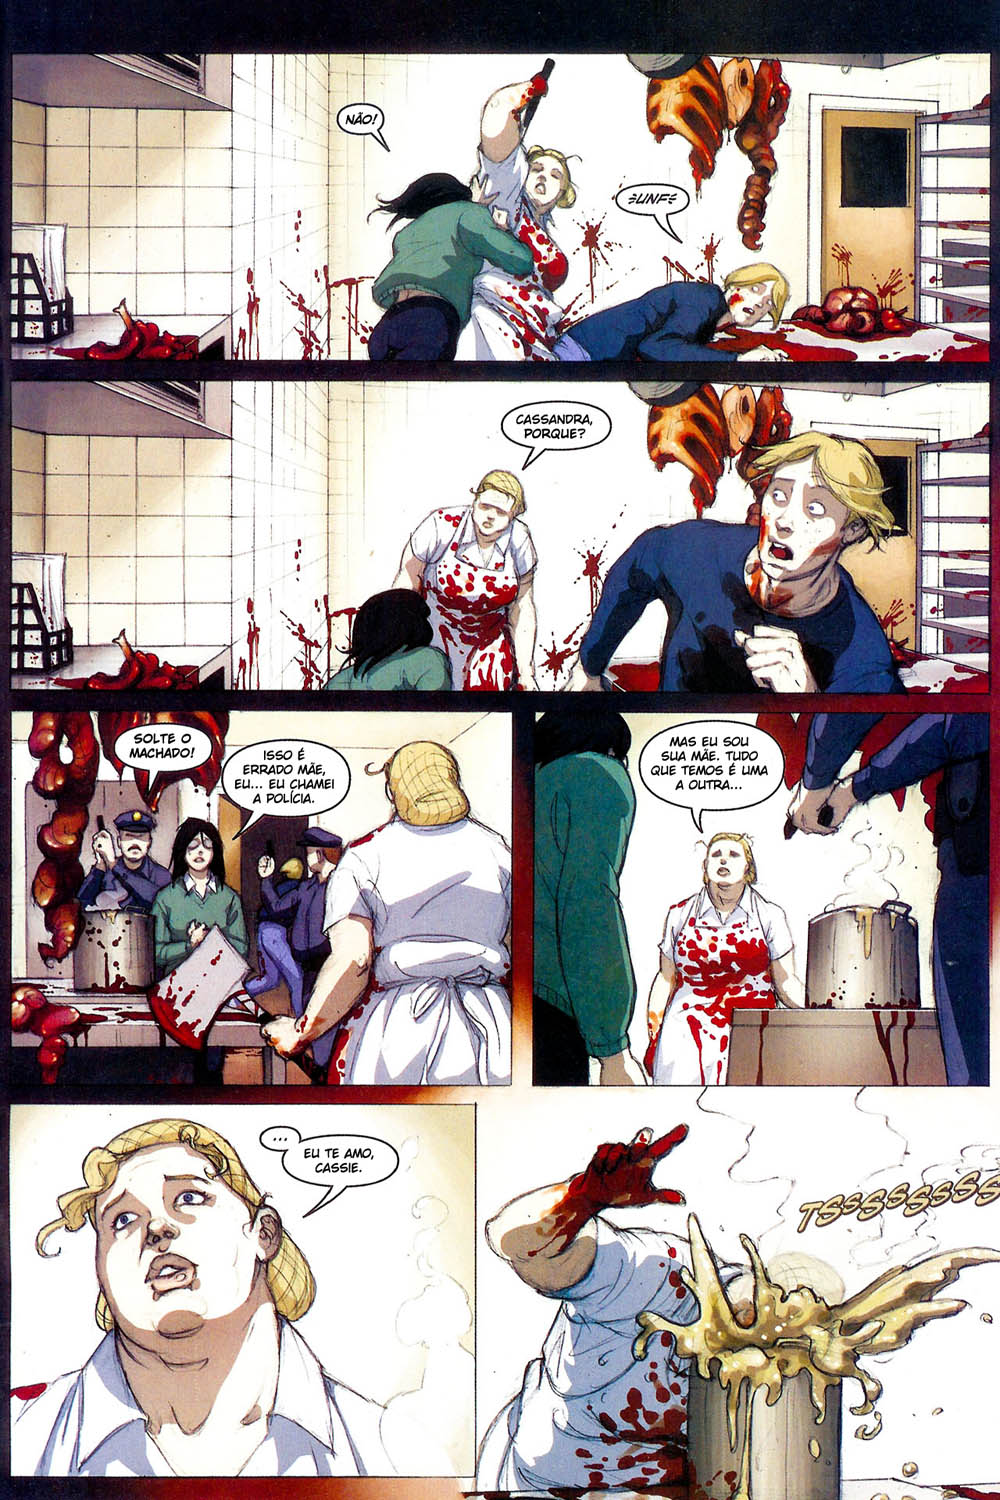 NÃO!
UNF
CASSANDRA,
PORQUE?
SOLTE O
MACHADO!
ISSO É
ERRADO MÃE,
EU... EU CHAMEI
A POLÍCIA.
MAS EU SOU
SUA MÃE. TUDO
QUE TEMOS É UMA
A OUTRA...
...
EU TE AMO,
CASSIE.
TSSSSSSSSS